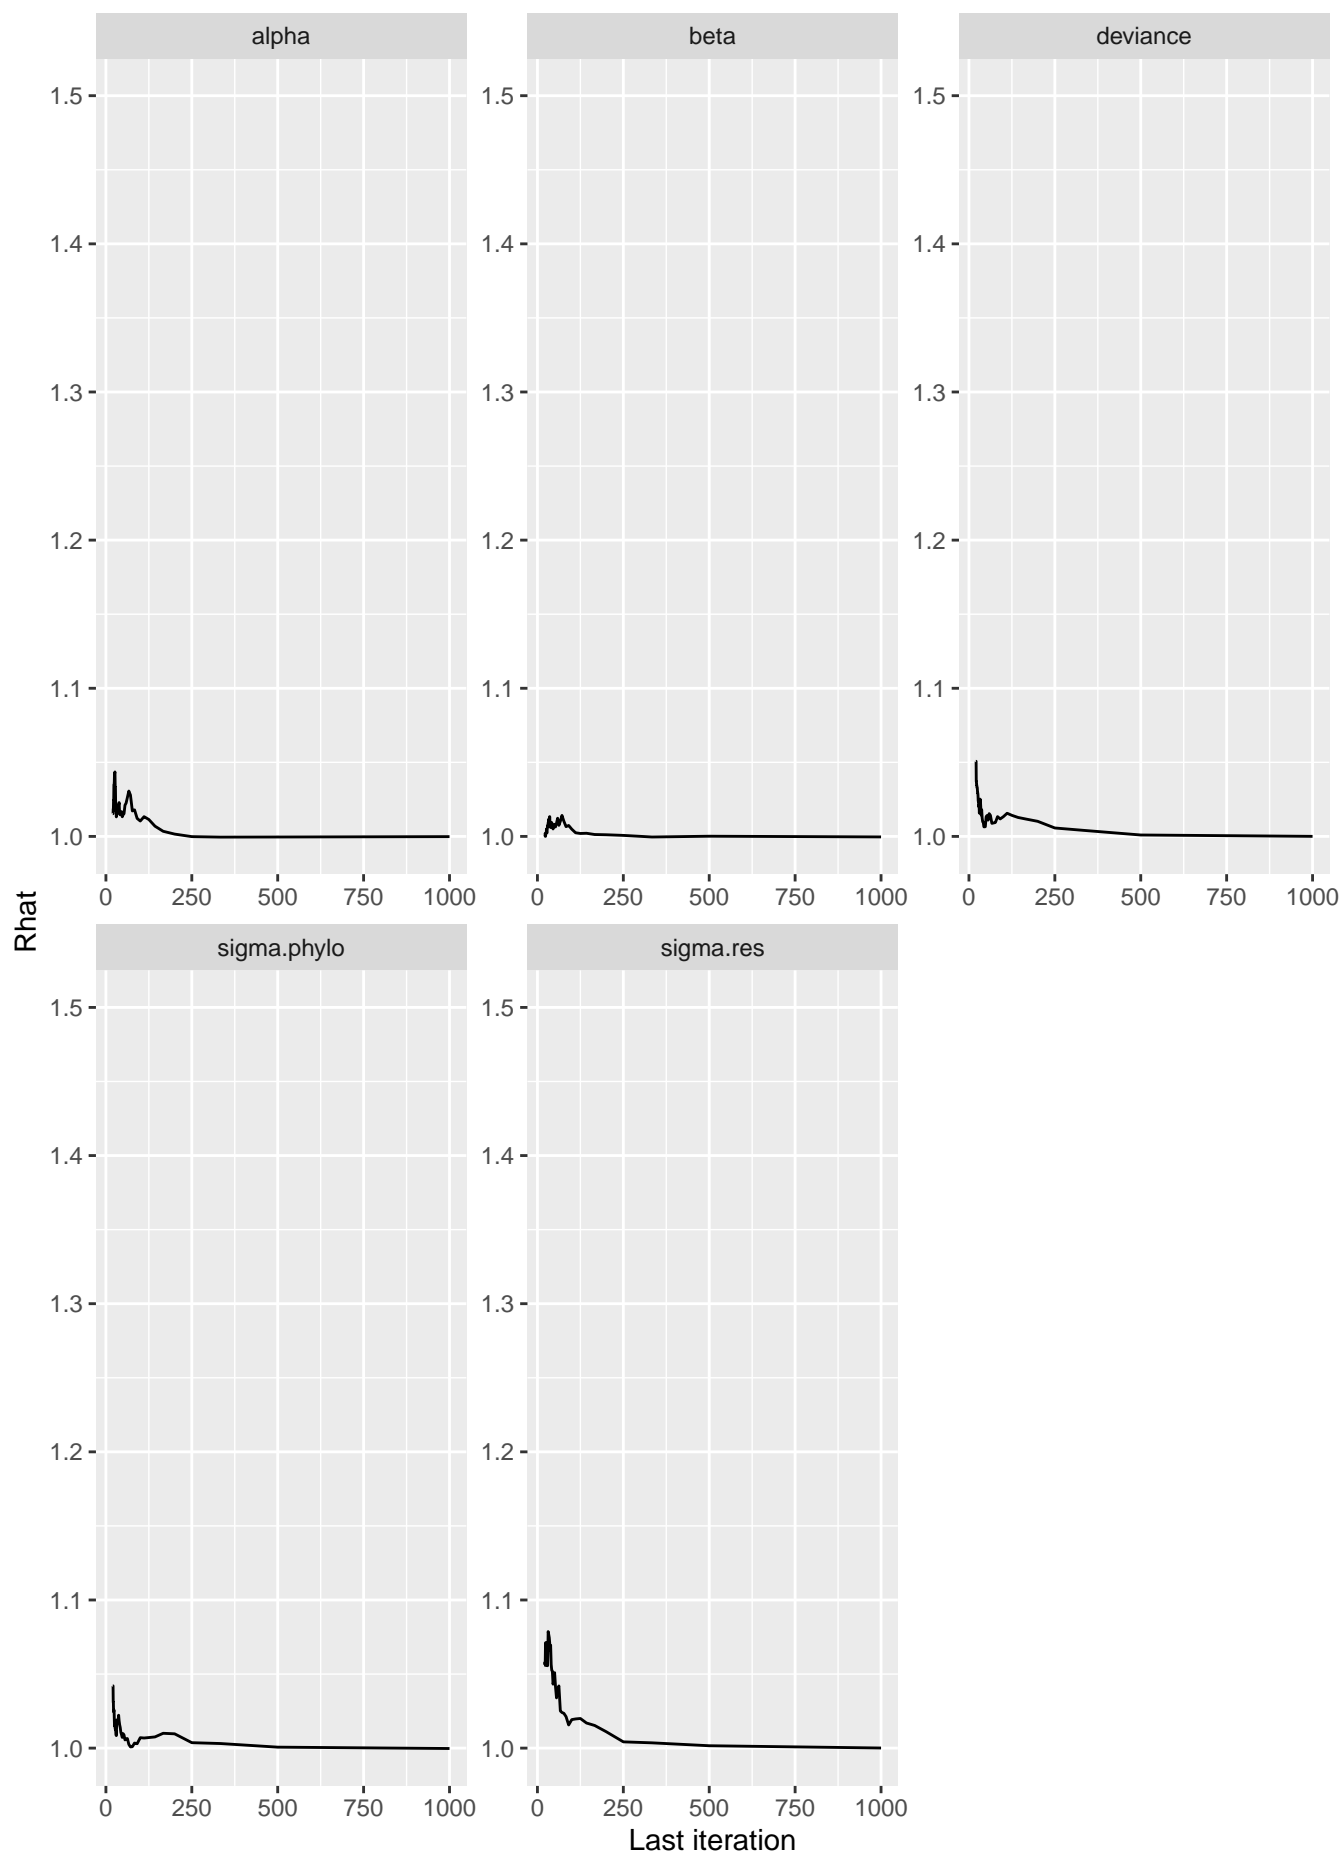 alpha beta deviance
1.5 1.5 1.5
1.4 1.4 1.4
1.3 1.3 1.3
1.2 1.2 1.2
1.1 1.1 1.1
1.0 1.0 1.0
0 250 500 750 1000 0 250 500 750 1000 0 250 500 750 1000
Rhat
sigma.phylo sigma.res
1.5 1.5
1.4 1.4
1.3 1.3
1.2 1.2
1.1 1.1
1.0 1.0
0 250 500 750 1000 0 250 500 750 1000
Last iteration